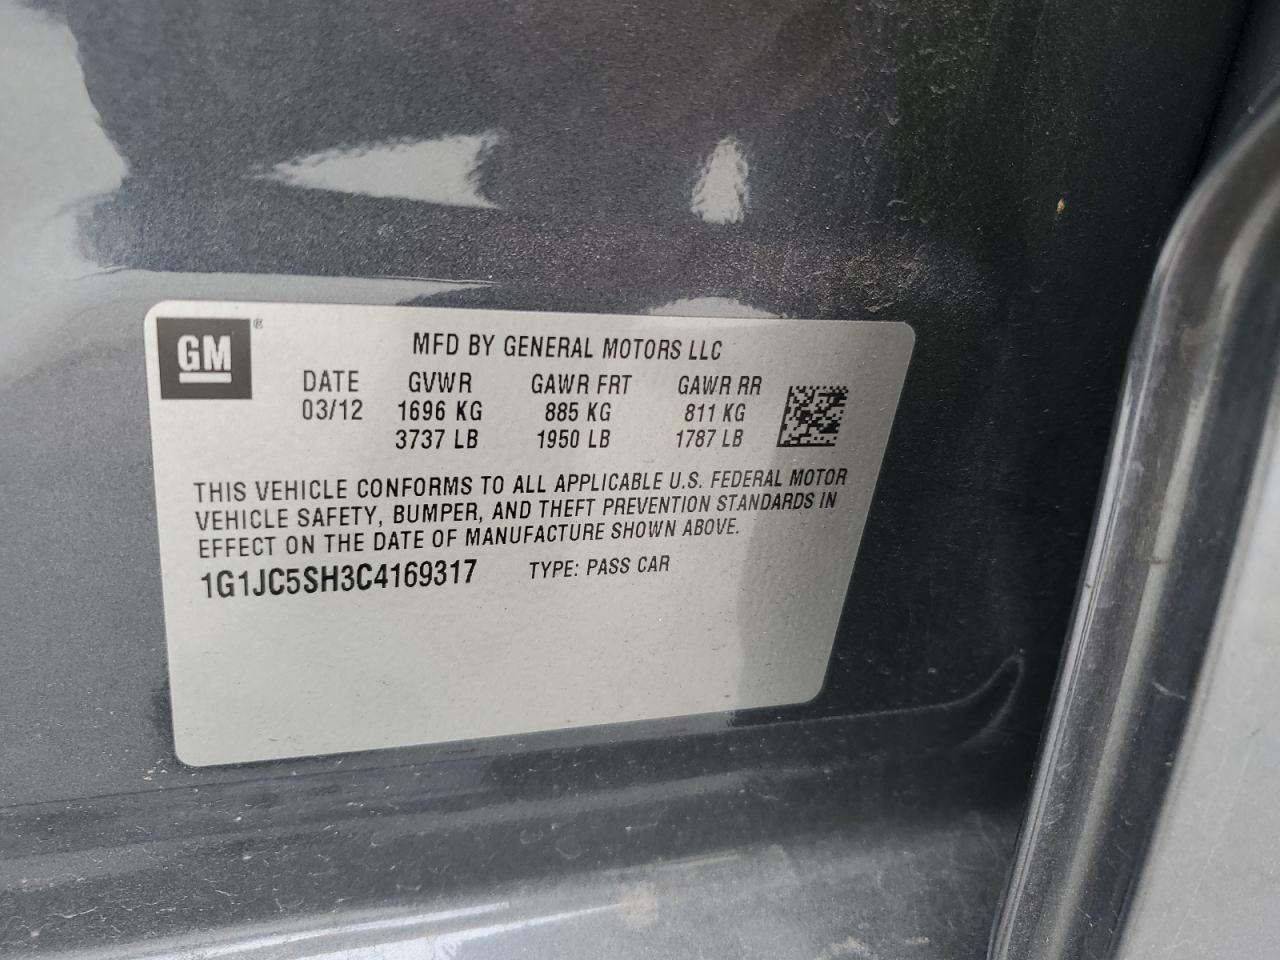 GM ®
MFD BY GENERAL MOTORS LLC
DATE GVWR GAWR FRT GAWR RR
03/12 1696 KG 885 KG 811 KG
3737 LB 1950 LB 1787 LB
THIS VEHICLE CONFORMS TO ALL APPLICABLE U.S. FEDERAL MOTOR
VEHICLE SAFETY, BUMPER, AND THEFT PREVENTION STANDARDS IN
EFFECT ON THE DATE OF MANUFACTURE SHOWN ABOVE.
1G1JC5SH3C4169317 TYPE: PASS CAR